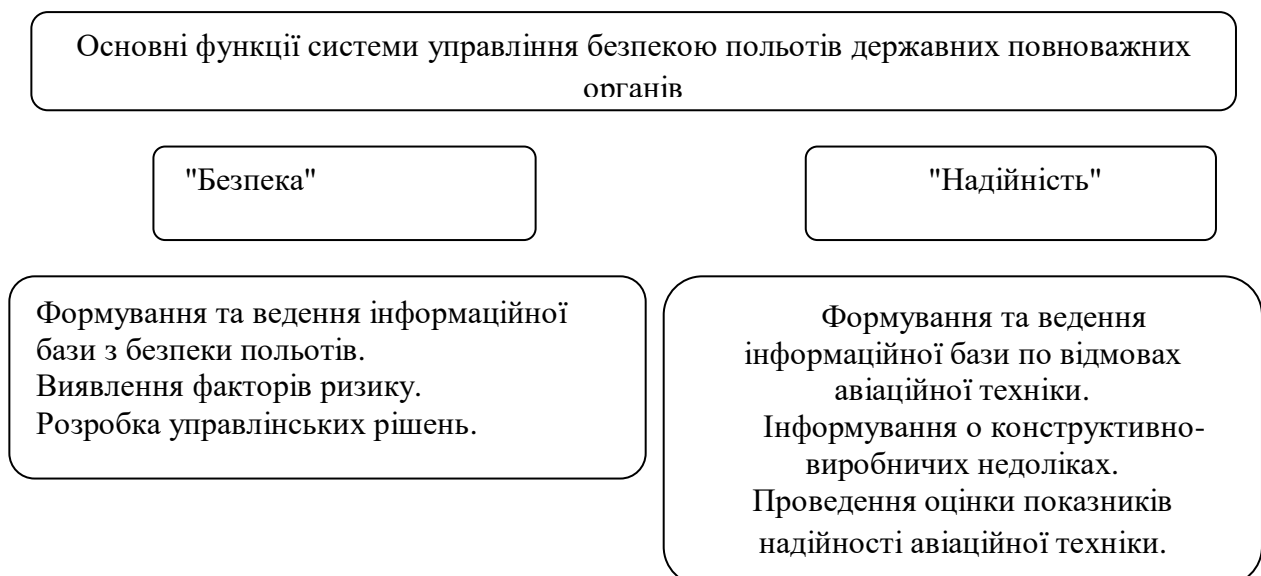 Основні функції системи управління безпекою польотів державних повноважних
органів
"Безпека"
"Надійність"
Формування та ведення інформаційної
бази з безпеки польотів.
Виявлення факторів ризику.
Розробка управлінських рішень.
Формування та ведення
інформаційної бази по відмовах
авіаційної техніки.
Інформування о конструктивно-
виробничих недоліках.
Проведення оцінки показників
надійності авіаційної техніки.